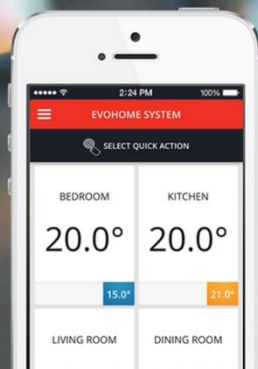 2:24 PM 100%
EVOHOME SYSTEM
SELECT QUICK ACTION
BEDROOM KITCHEN
20.0° 20.0°
15.0° 21.0°
LIVING ROOM DINING ROOM